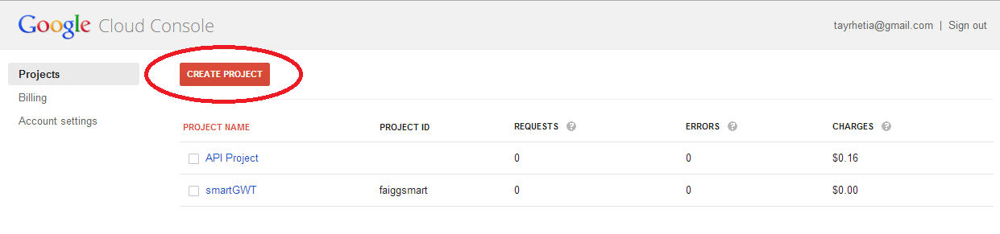 Google Cloud Console
tayrhetia@gmail.com | Sign out
Projects
Billing
Account settings
CREATE PROJECT
PROJECT NAME PROJECT ID REQUESTS ? ERRORS ? CHARGES ?
API Project 0 0 $0.16
smartGWT faiggsmart 0 0 $0.00